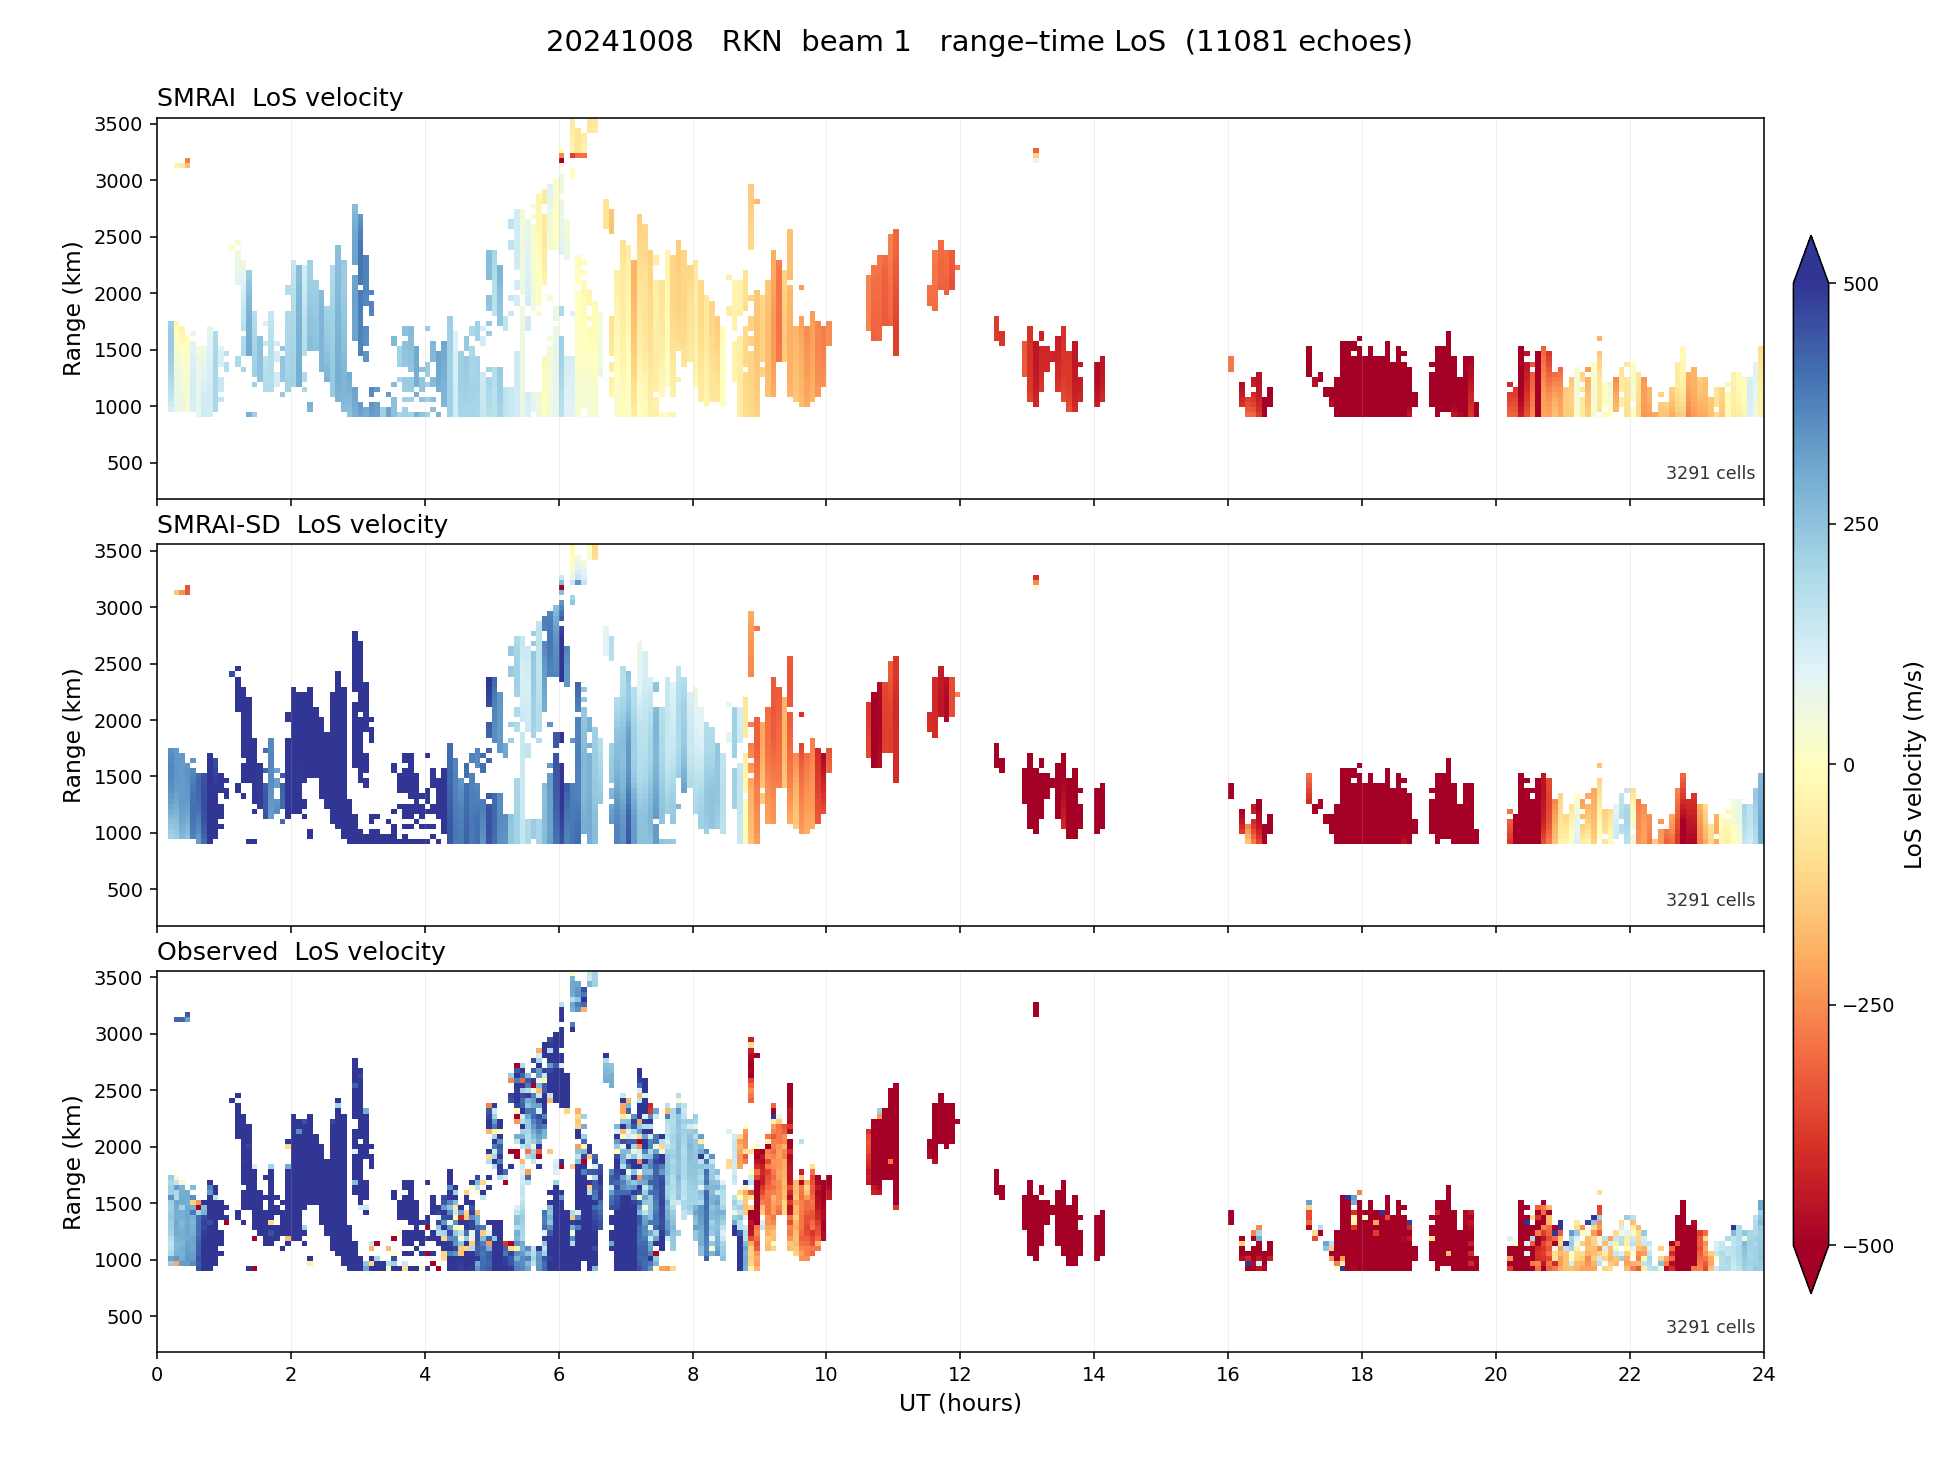 20241008   RKN  beam 1   range–time LoS  (11081 echoes)
SMRAI  LoS velocity
3500
3000
2500
2000
1500
1000
500
Range (km)
3291 cells
SMRAI-SD  LoS velocity
3500
3000
2500
2000
1500
1000
500
Range (km)
3291 cells
Observed  LoS velocity
3500
3000
2500
2000
1500
1000
500
Range (km)
3291 cells
0 2 4 6 8 10 12 14 16 18 20 22 24
UT (hours)
500
250
0
−250
−500
LoS velocity (m/s)